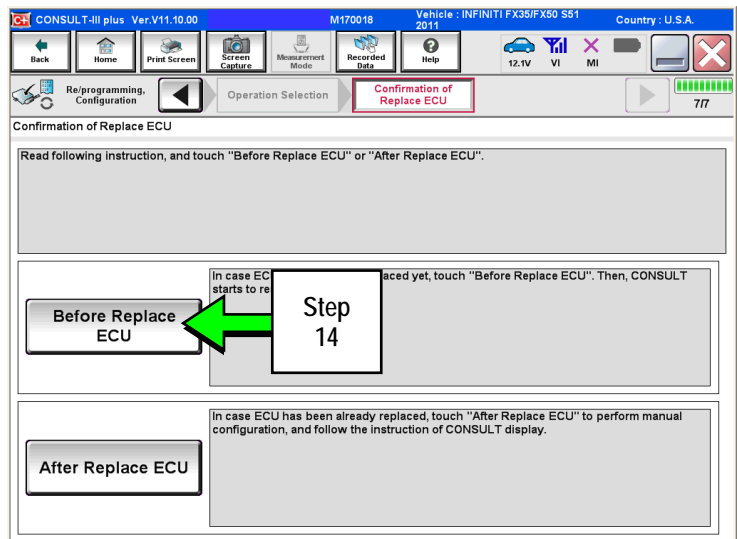 CONSULT-III plus Ver.V11.10.00
M170018
Vehicle : INFINITI FX35/FX50 S51
2011
Country : U.S.A.
Back
Home
Print Screen
Screen
Capture
Measurement
Mode
Recorded
Data
Help
12.1V
VI
MI
Re/programming,
Configuration
Operation Selection
Confirmation of
Replace ECU
7/7
Confirmation of Replace ECU
Read following instruction, and touch "Before Replace ECU" or "After Replace ECU".
Before Replace
ECU
In case EC aced yet, touch "Before Replace ECU". Then, CONSULT
starts to re
Step
14
After Replace ECU
In case ECU has been already replaced, touch "After Replace ECU" to perform manual
configuration, and follow the instruction of CONSULT display.